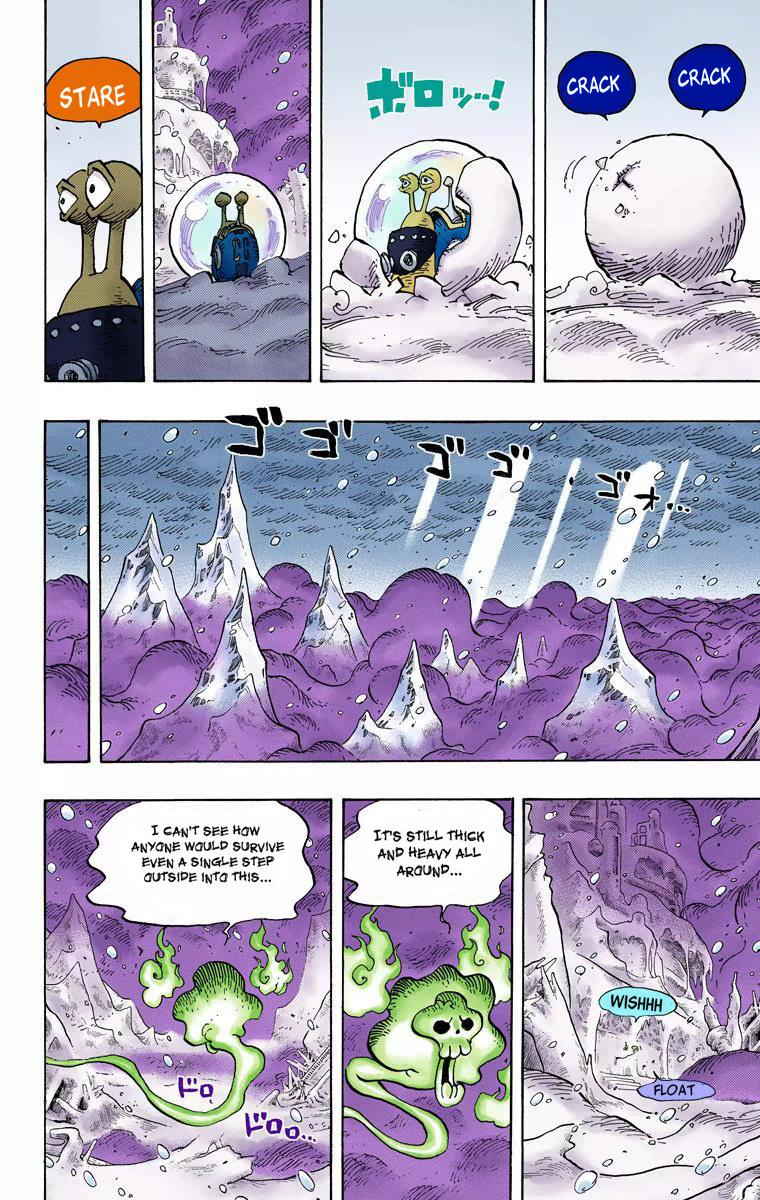 CRACK
CRACK
ボロッ…!
STARE
ゴゴゴゴゴォ…
WISHHH
FLOAT
IT'S STILL THICK
AND HEAVY ALL
AROUND...
I CAN'T SEE HOW
ANYONE WOULD SURVIVE
EVEN A SINGLE STEP
OUTSIDE INTO THIS...
ドロ
ドロロ…